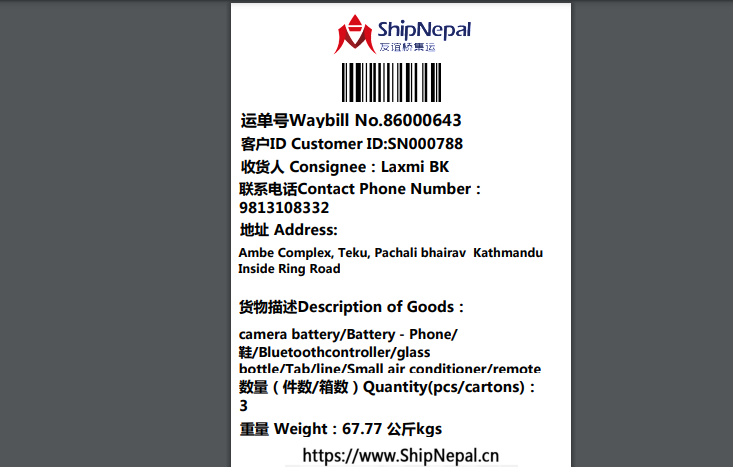 ShipNepal
友谊桥集运
运单号Waybill No.86000643
客户ID Customer ID:SN000788
收货人 Consignee：Laxmi BK
联系电话Contact Phone Number：
9813108332
地址 Address:
Ambe Complex, Teku, Pachali bhairav  Kathmandu
Inside Ring Road
货物描述Description of Goods：
camera battery/Battery - Phone/
鞋/Bluetoothcontroller/glass
bottle/Tab/line/Small air conditioner/remote
数量（件数/箱数）Quantity(pcs/cartons)：
3
重量 Weight：67.77 公斤kgs
https://www.ShipNepal.cn